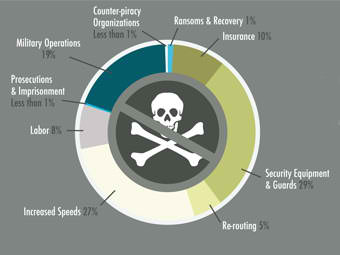 Counter-piracy
Organizations
Less than 1%
Ransoms & Recovery 1%
Insurance 10%
Military Operations
19%
Prosecutions
& Imprisonment
Less than 1%
Labor 8%
Security Equipment
& Guards 29%
Increased Speeds 27%
Re-routing 5%